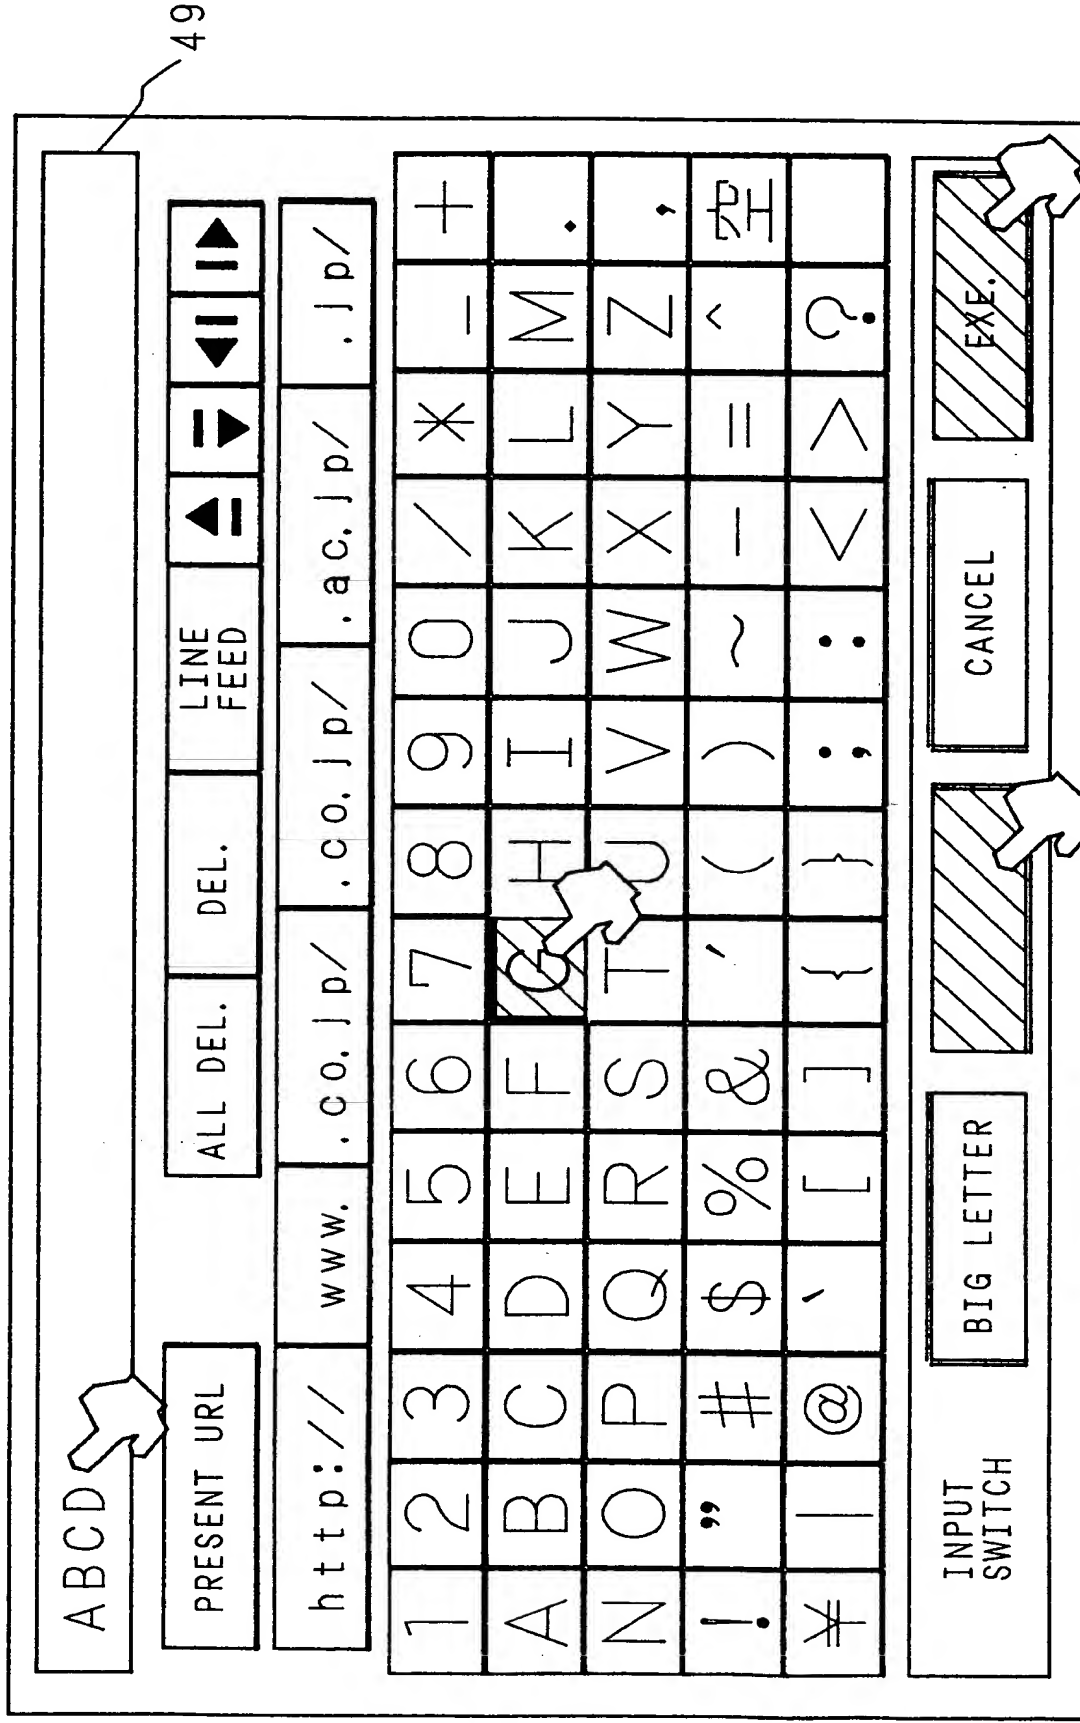 49
ABCD
PRESENT URL ALL DEL. DEL. LINE FEED
http:// www. .co.jp/ .co.jp/ .ac.jp/ .jp/
1 2 3 4 5 6 7 8 9 0 / * - +
A B C D E F G H I J K L M .
N O P Q R S T U V W X Y Z ,
! " # $ % & ' ( ) ~ - = ^ 空
¥ | @ ` [ ] { } ; : < > ?
INPUT SWITCH BIG LETTER CANCEL EXE.